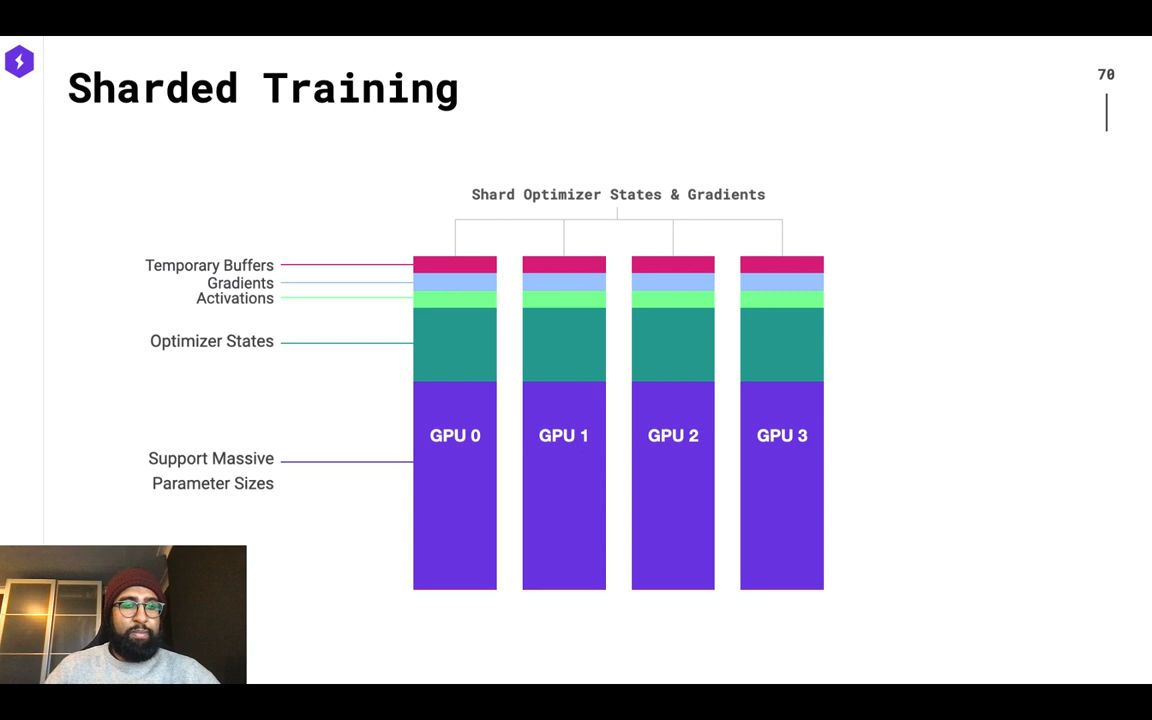 Sharded Training
70
Shard Optimizer States & Gradients
Temporary Buffers
Gradients
Activations
Optimizer States
GPU 0
GPU 1
GPU 2
GPU 3
Support Massive
Parameter Sizes